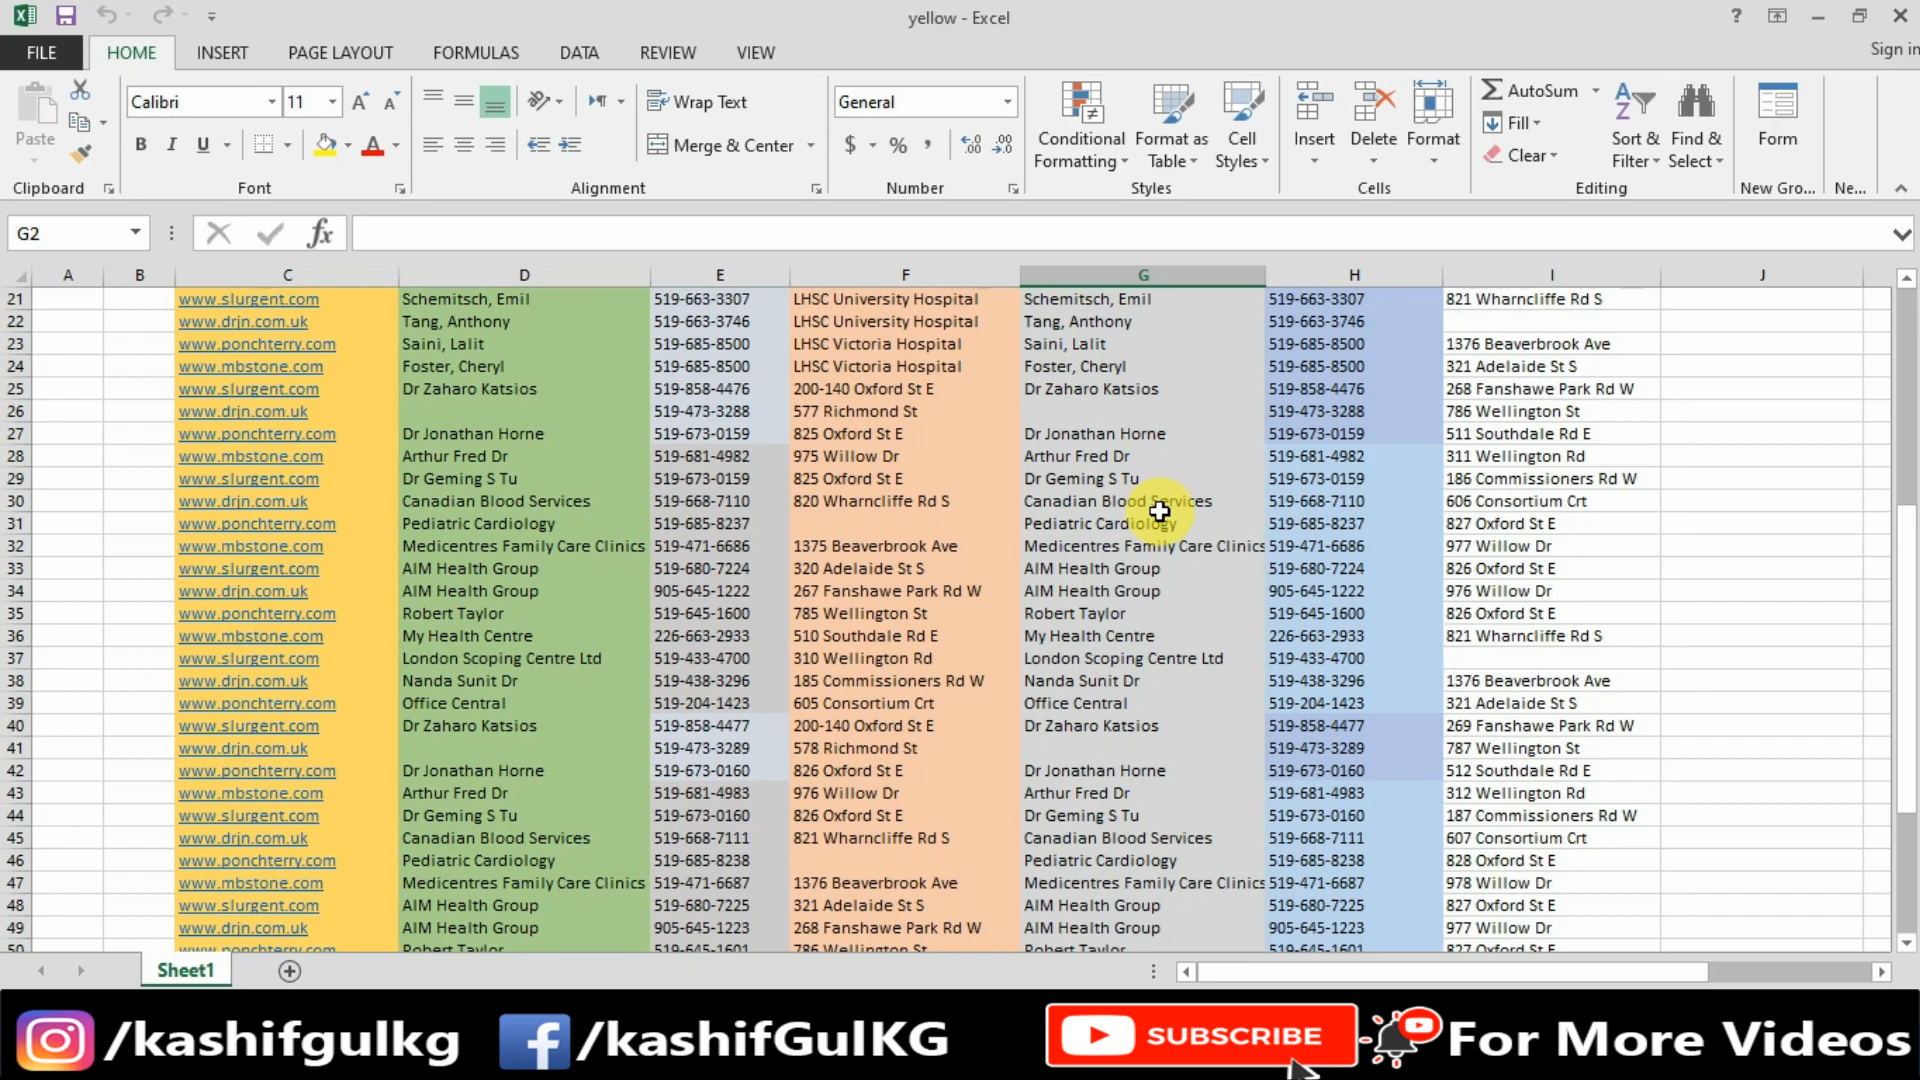 yellow - Excel
FILE HOME INSERT PAGE LAYOUT FORMULAS DATA REVIEW VIEW Sign in
Calibri 11 Wrap Text General AutoSum
Paste B I U Merge & Center $ % Conditional Formatting Format as Table Cell Styles Insert Delete Format Fill Clear Sort & Filter Find & Select Form
Clipboard Font Alignment Number Styles Cells Editing New Gro... Ne...
G2 fx
A B C D E F G H I J
21 www.slurgent.com Schemitsch, Emil 519-663-3307 LHSC University Hospital Schemitsch, Emil 519-663-3307 821 Wharncliffe Rd S
22 www.drjn.com.uk Tang, Anthony 519-663-3746 LHSC University Hospital Tang, Anthony 519-663-3746
23 www.ponchterry.com Saini, Lalit 519-685-8500 LHSC Victoria Hospital Saini, Lalit 519-685-8500 1376 Beaverbrook Ave
24 www.mbstone.com Foster, Cheryl 519-685-8500 LHSC Victoria Hospital Foster, Cheryl 519-685-8500 321 Adelaide St S
25 www.slurgent.com Dr Zaharo Katsios 519-858-4476 200-140 Oxford St E Dr Zaharo Katsios 519-858-4476 268 Fanshawe Park Rd W
26 www.drjn.com.uk 519-473-3288 577 Richmond St 519-473-3288 786 Wellington St
27 www.ponchterry.com Dr Jonathan Horne 519-673-0159 825 Oxford St E Dr Jonathan Horne 519-673-0159 511 Southdale Rd E
28 www.mbstone.com Arthur Fred Dr 519-681-4982 975 Willow Dr Arthur Fred Dr 519-681-4982 311 Wellington Rd
29 www.slurgent.com Dr Geming S Tu 519-673-0159 825 Oxford St E Dr Geming S Tu 519-673-0159 186 Commissioners Rd W
30 www.drjn.com.uk Canadian Blood Services 519-668-7110 820 Wharncliffe Rd S Canadian Blood Services 519-668-7110 606 Consortium Crt
31 www.ponchterry.com Pediatric Cardiology 519-685-8237 Pediatric Cardiology 519-685-8237 827 Oxford St E
32 www.mbstone.com Medicentres Family Care Clinics 519-471-6686 1375 Beaverbrook Ave Medicentres Family Care Clinics 519-471-6686 977 Willow Dr
33 www.slurgent.com AIM Health Group 519-680-7224 320 Adelaide St S AIM Health Group 519-680-7224 826 Oxford St E
34 www.drjn.com.uk AIM Health Group 905-645-1222 267 Fanshawe Park Rd W AIM Health Group 905-645-1222 976 Willow Dr
35 www.ponchterry.com Robert Taylor 519-645-1600 785 Wellington St Robert Taylor 519-645-1600 826 Oxford St E
36 www.mbstone.com My Health Centre 226-663-2933 510 Southdale Rd E My Health Centre 226-663-2933 821 Wharncliffe Rd S
37 www.slurgent.com London Scoping Centre Ltd 519-433-4700 310 Wellington Rd London Scoping Centre Ltd 519-433-4700
38 www.drjn.com.uk Nanda Sunit Dr 519-438-3296 185 Commissioners Rd W Nanda Sunit Dr 519-438-3296 1376 Beaverbrook Ave
39 www.ponchterry.com Office Central 519-204-1423 605 Consortium Crt Office Central 519-204-1423 321 Adelaide St S
40 www.slurgent.com Dr Zaharo Katsios 519-858-4477 200-140 Oxford St E Dr Zaharo Katsios 519-858-4477 269 Fanshawe Park Rd W
41 www.drjn.com.uk 519-473-3289 578 Richmond St 519-473-3289 787 Wellington St
42 www.ponchterry.com Dr Jonathan Horne 519-673-0160 826 Oxford St E Dr Jonathan Horne 519-673-0160 512 Southdale Rd E
43 www.mbstone.com Arthur Fred Dr 519-681-4983 976 Willow Dr Arthur Fred Dr 519-681-4983 312 Wellington Rd
44 www.slurgent.com Dr Geming S Tu 519-673-0160 826 Oxford St E Dr Geming S Tu 519-673-0160 187 Commissioners Rd W
45 www.drjn.com.uk Canadian Blood Services 519-668-7111 821 Wharncliffe Rd S Canadian Blood Services 519-668-7111 607 Consortium Crt
46 www.ponchterry.com Pediatric Cardiology 519-685-8238 Pediatric Cardiology 519-685-8238 828 Oxford St E
47 www.mbstone.com Medicentres Family Care Clinics 519-471-6687 1376 Beaverbrook Ave Medicentres Family Care Clinics 519-471-6687 978 Willow Dr
48 www.slurgent.com AIM Health Group 519-680-7225 321 Adelaide St S AIM Health Group 519-680-7225 827 Oxford St E
49 www.drjn.com.uk AIM Health Group 905-645-1223 268 Fanshawe Park Rd W AIM Health Group 905-645-1223 977 Willow Dr
50 www.ponchterry.com Robert Taylor 519-645-1601 786 Wellington St Robert Taylor 519-645-1601 827 Oxford St E
Sheet1
/kashifgulkg /kashifGulKG SUBSCRIBE For More Videos